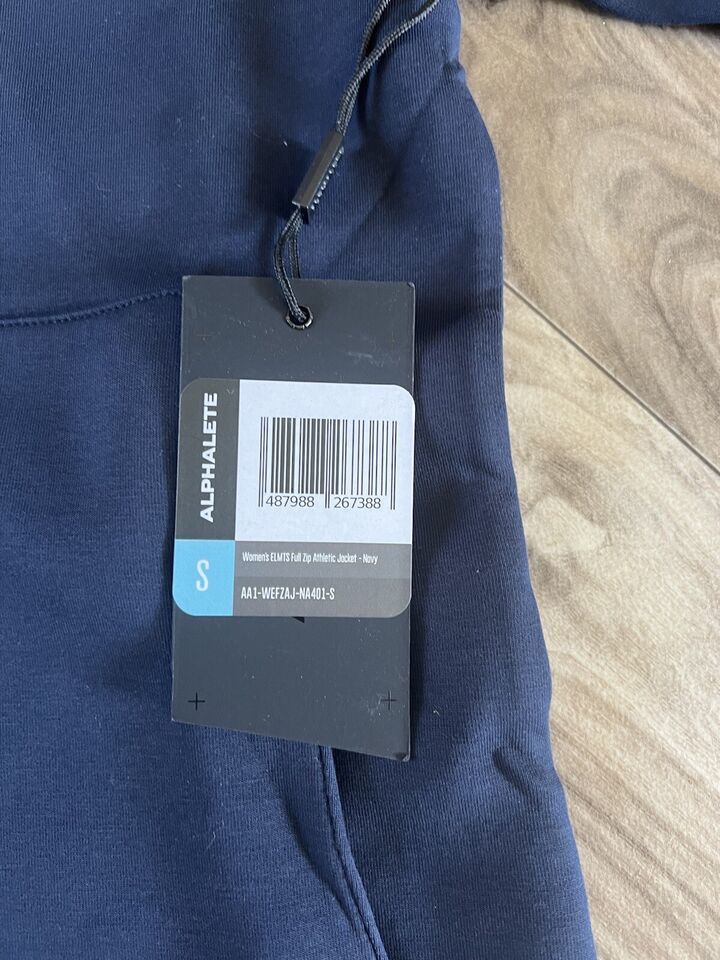 ALPHALETE
487988 267388
S
Women's ELMTS Full Zip Athletic Jacket - Navy
AA1-WEFZAJ-NA401-S